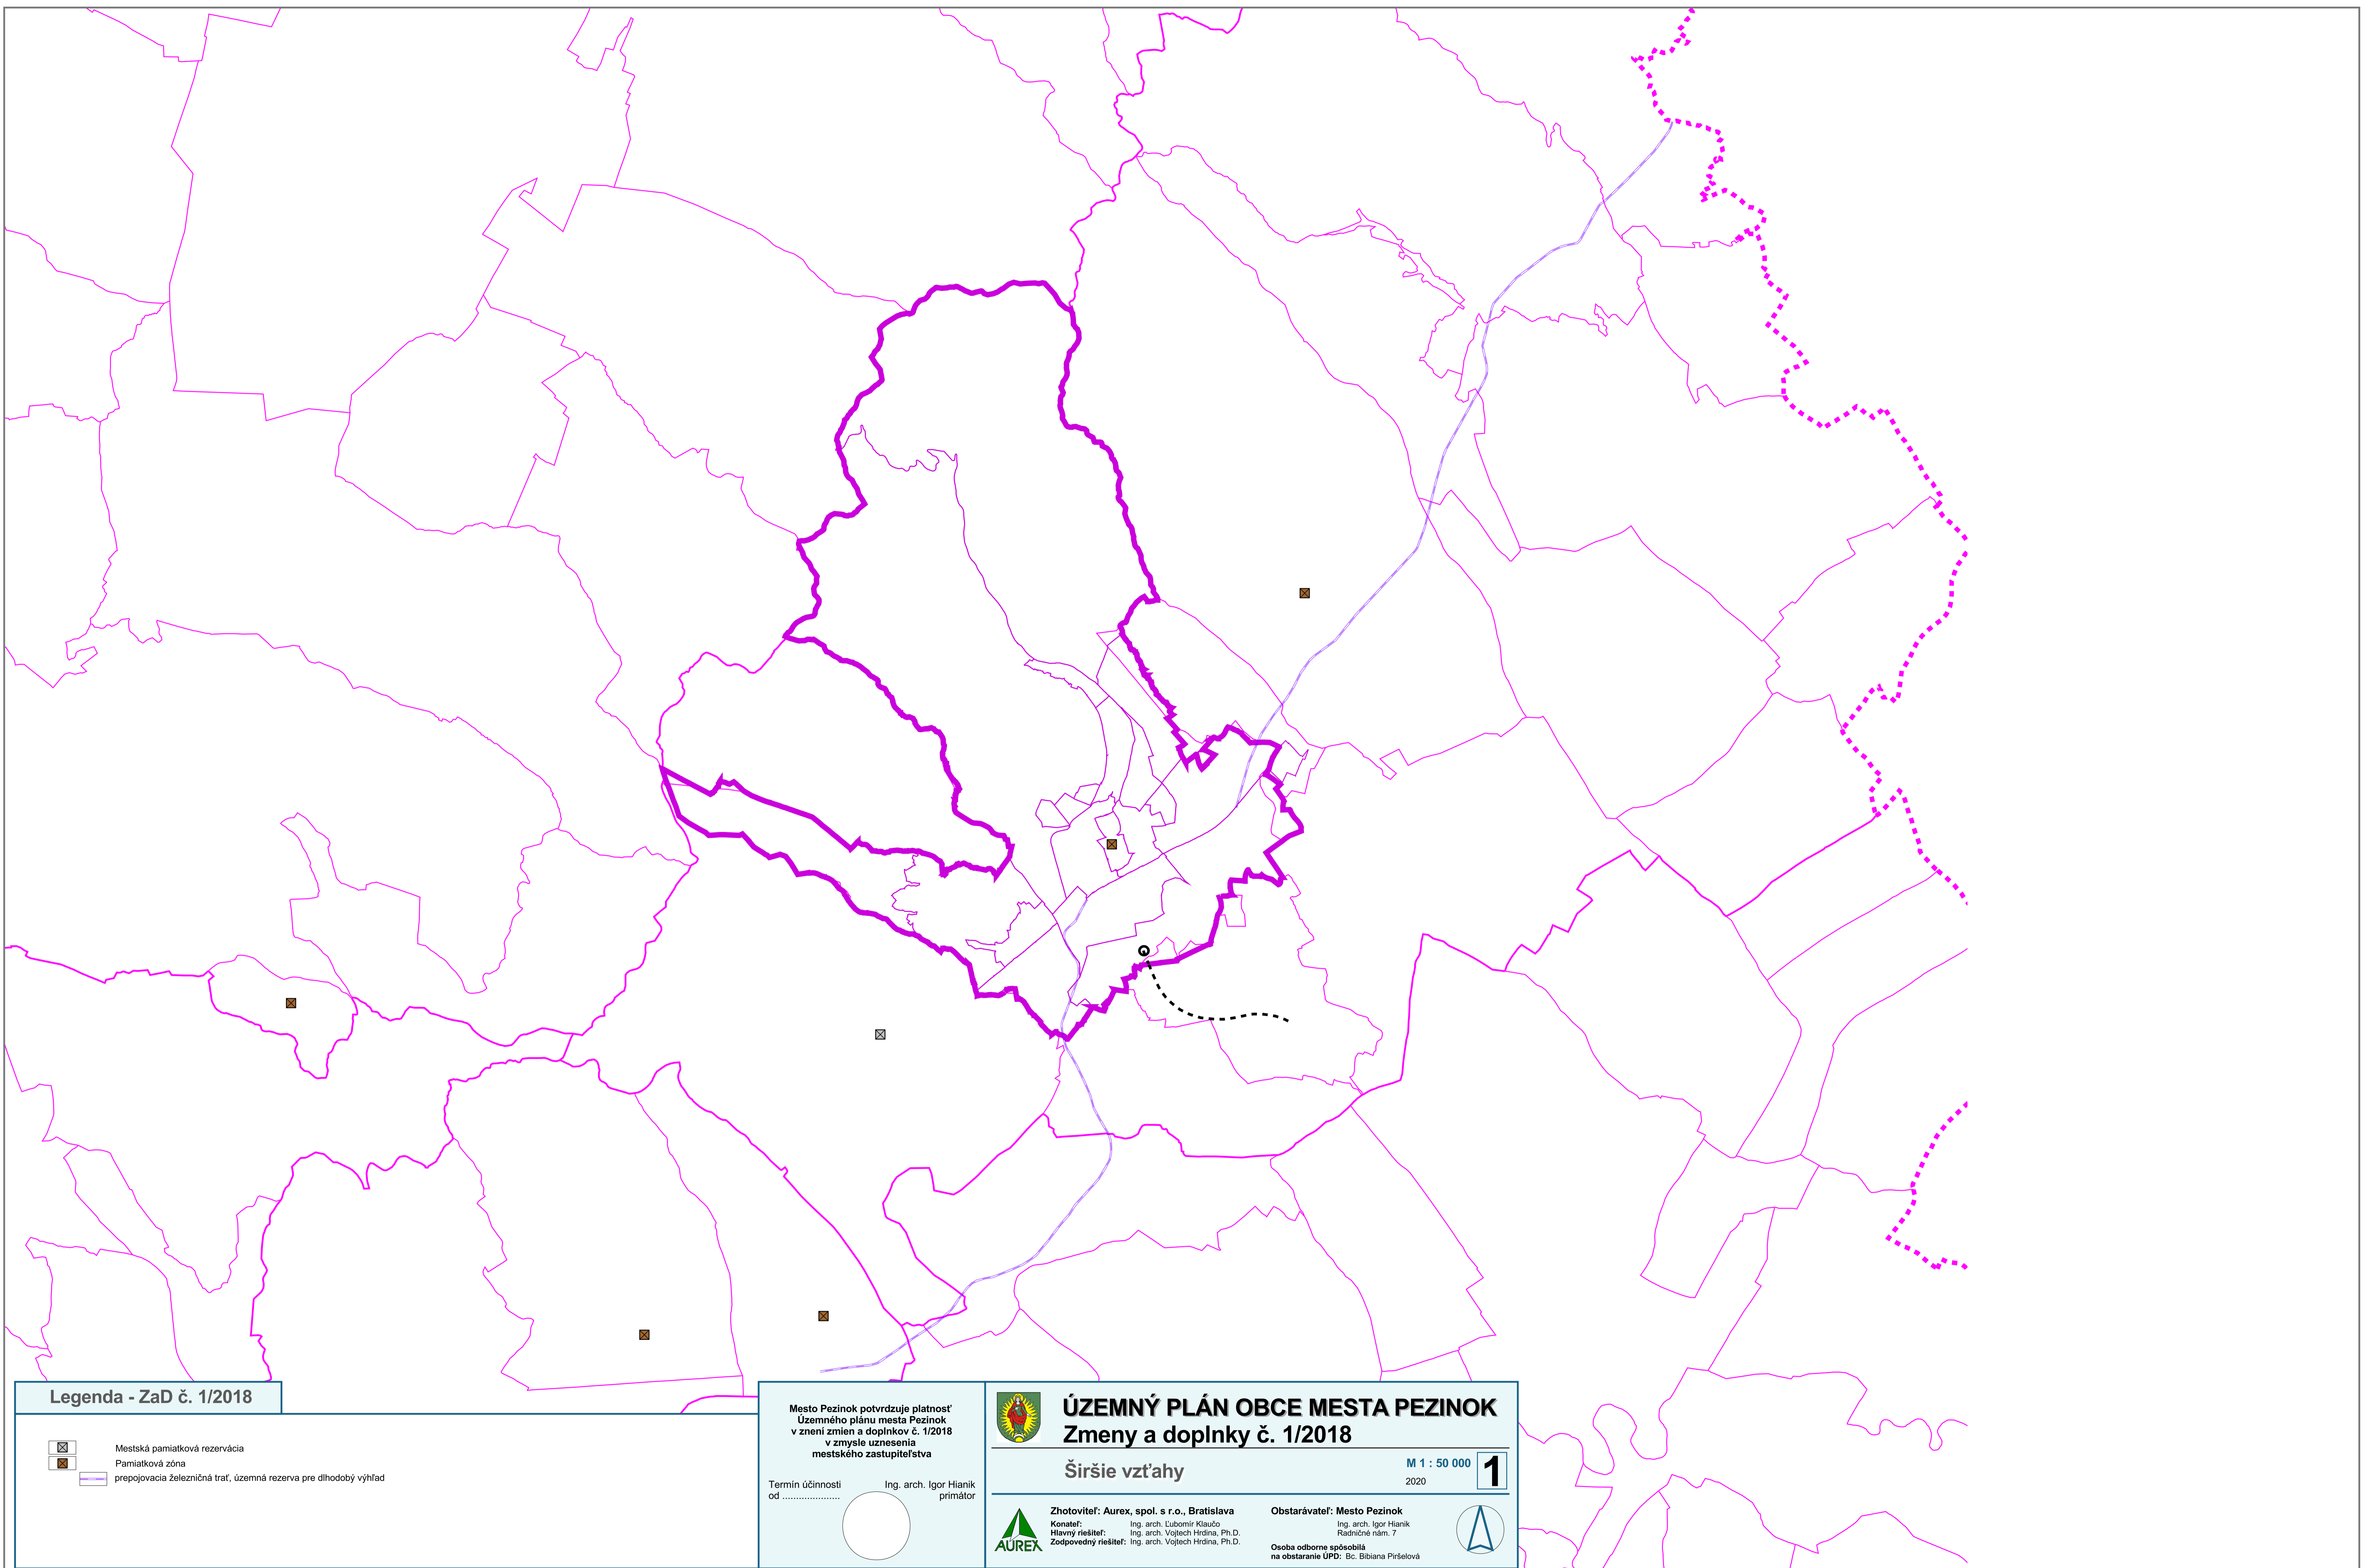 Legenda - ZaD č. 1/2018
Mestská pamiatková rezervácia
Pamiatková zóna
prepojovacia železničná trať, územná rezerva pre dlhodobý výhľad
Mesto Pezinok potvrdzuje platnosť
Územného plánu mesta Pezinok
v znení zmien a doplnkov č. 1/2018
v zmysle uznesenia
mestského zastupiteľstva
Termín účinnosti
od .....................
Ing. arch. Igor Hianik
primátor
ÚZEMNÝ PLÁN OBCE MESTA PEZINOK
Zmeny a doplnky č. 1/2018
Širšie vzťahy
M 1 : 50 000
2020
1
AUREX
Zhotoviteľ: Aurex, spol. s r.o., Bratislava
Konateľ: Ing. arch. Ľubomír Klaučo
Hlavný riešiteľ: Ing. arch. Vojtech Hrdina, Ph.D.
Zodpovedný riešiteľ: Ing. arch. Vojtech Hrdina, Ph.D.
Obstarávateľ: Mesto Pezinok
Ing. arch. Igor Hianik
Radničné nám. 7
Osoba odborne spôsobilá
na obstaranie ÚPD: Bc. Bibiana Piršelová